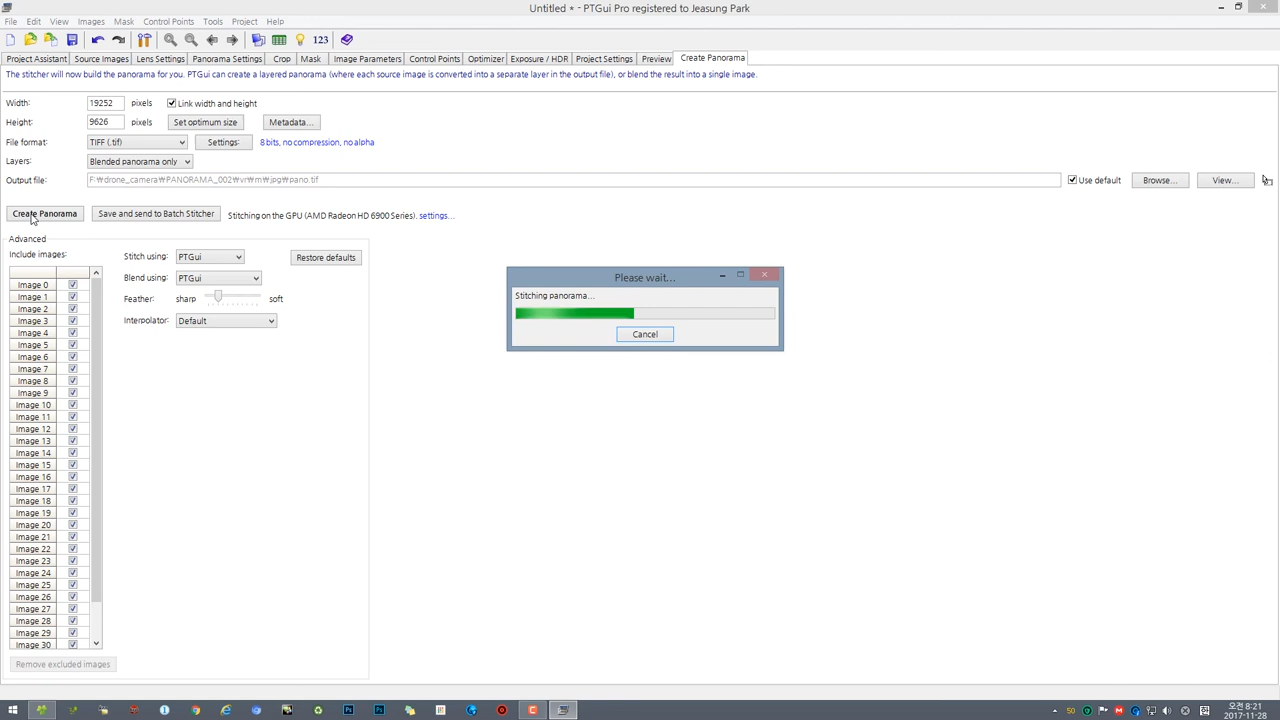 Untitled * - PTGui Pro registered to Jeasung Park
File Edit View Images Mask Control Points Tools Project Help
123
Project Assistant Source Images Lens Settings Panorama Settings Crop Mask Image Parameters Control Points Optimizer Exposure / HDR Project Settings Preview Create Panorama
The stitcher will now build the panorama for you. PTGui can create a layered panorama (where each source image is converted into a separate layer in the output file), or blend the result into a single image.
Width: 19252 pixels Link width and height
Height: 9626 pixels Set optimum size Metadata...
File format: TIFF (.tif) Settings: 8 bits, no compression, no alpha
Layers: Blended panorama only
Output file: F:₩drone_camera₩PANORAMA_002₩vr₩m₩jpg₩pano.tif Use default Browse... View...
Create Panorama Save and send to Batch Stitcher Stitching on the GPU (AMD Radeon HD 6900 Series). settings...
Advanced
Include images: Stitch using: PTGui Restore defaults
Blend using: PTGui
Feather: sharp soft
Interpolator: Default
Please wait...
Stitching panorama...
Cancel
Image 0
Image 1
Image 2
Image 3
Image 4
Image 5
Image 6
Image 7
Image 8
Image 9
Image 10
Image 11
Image 12
Image 13
Image 14
Image 15
Image 16
Image 17
Image 18
Image 19
Image 20
Image 21
Image 22
Image 23
Image 24
Image 25
Image 26
Image 27
Image 28
Image 29
Image 30
Remove excluded images
50 오전 8:21
2017-11-28